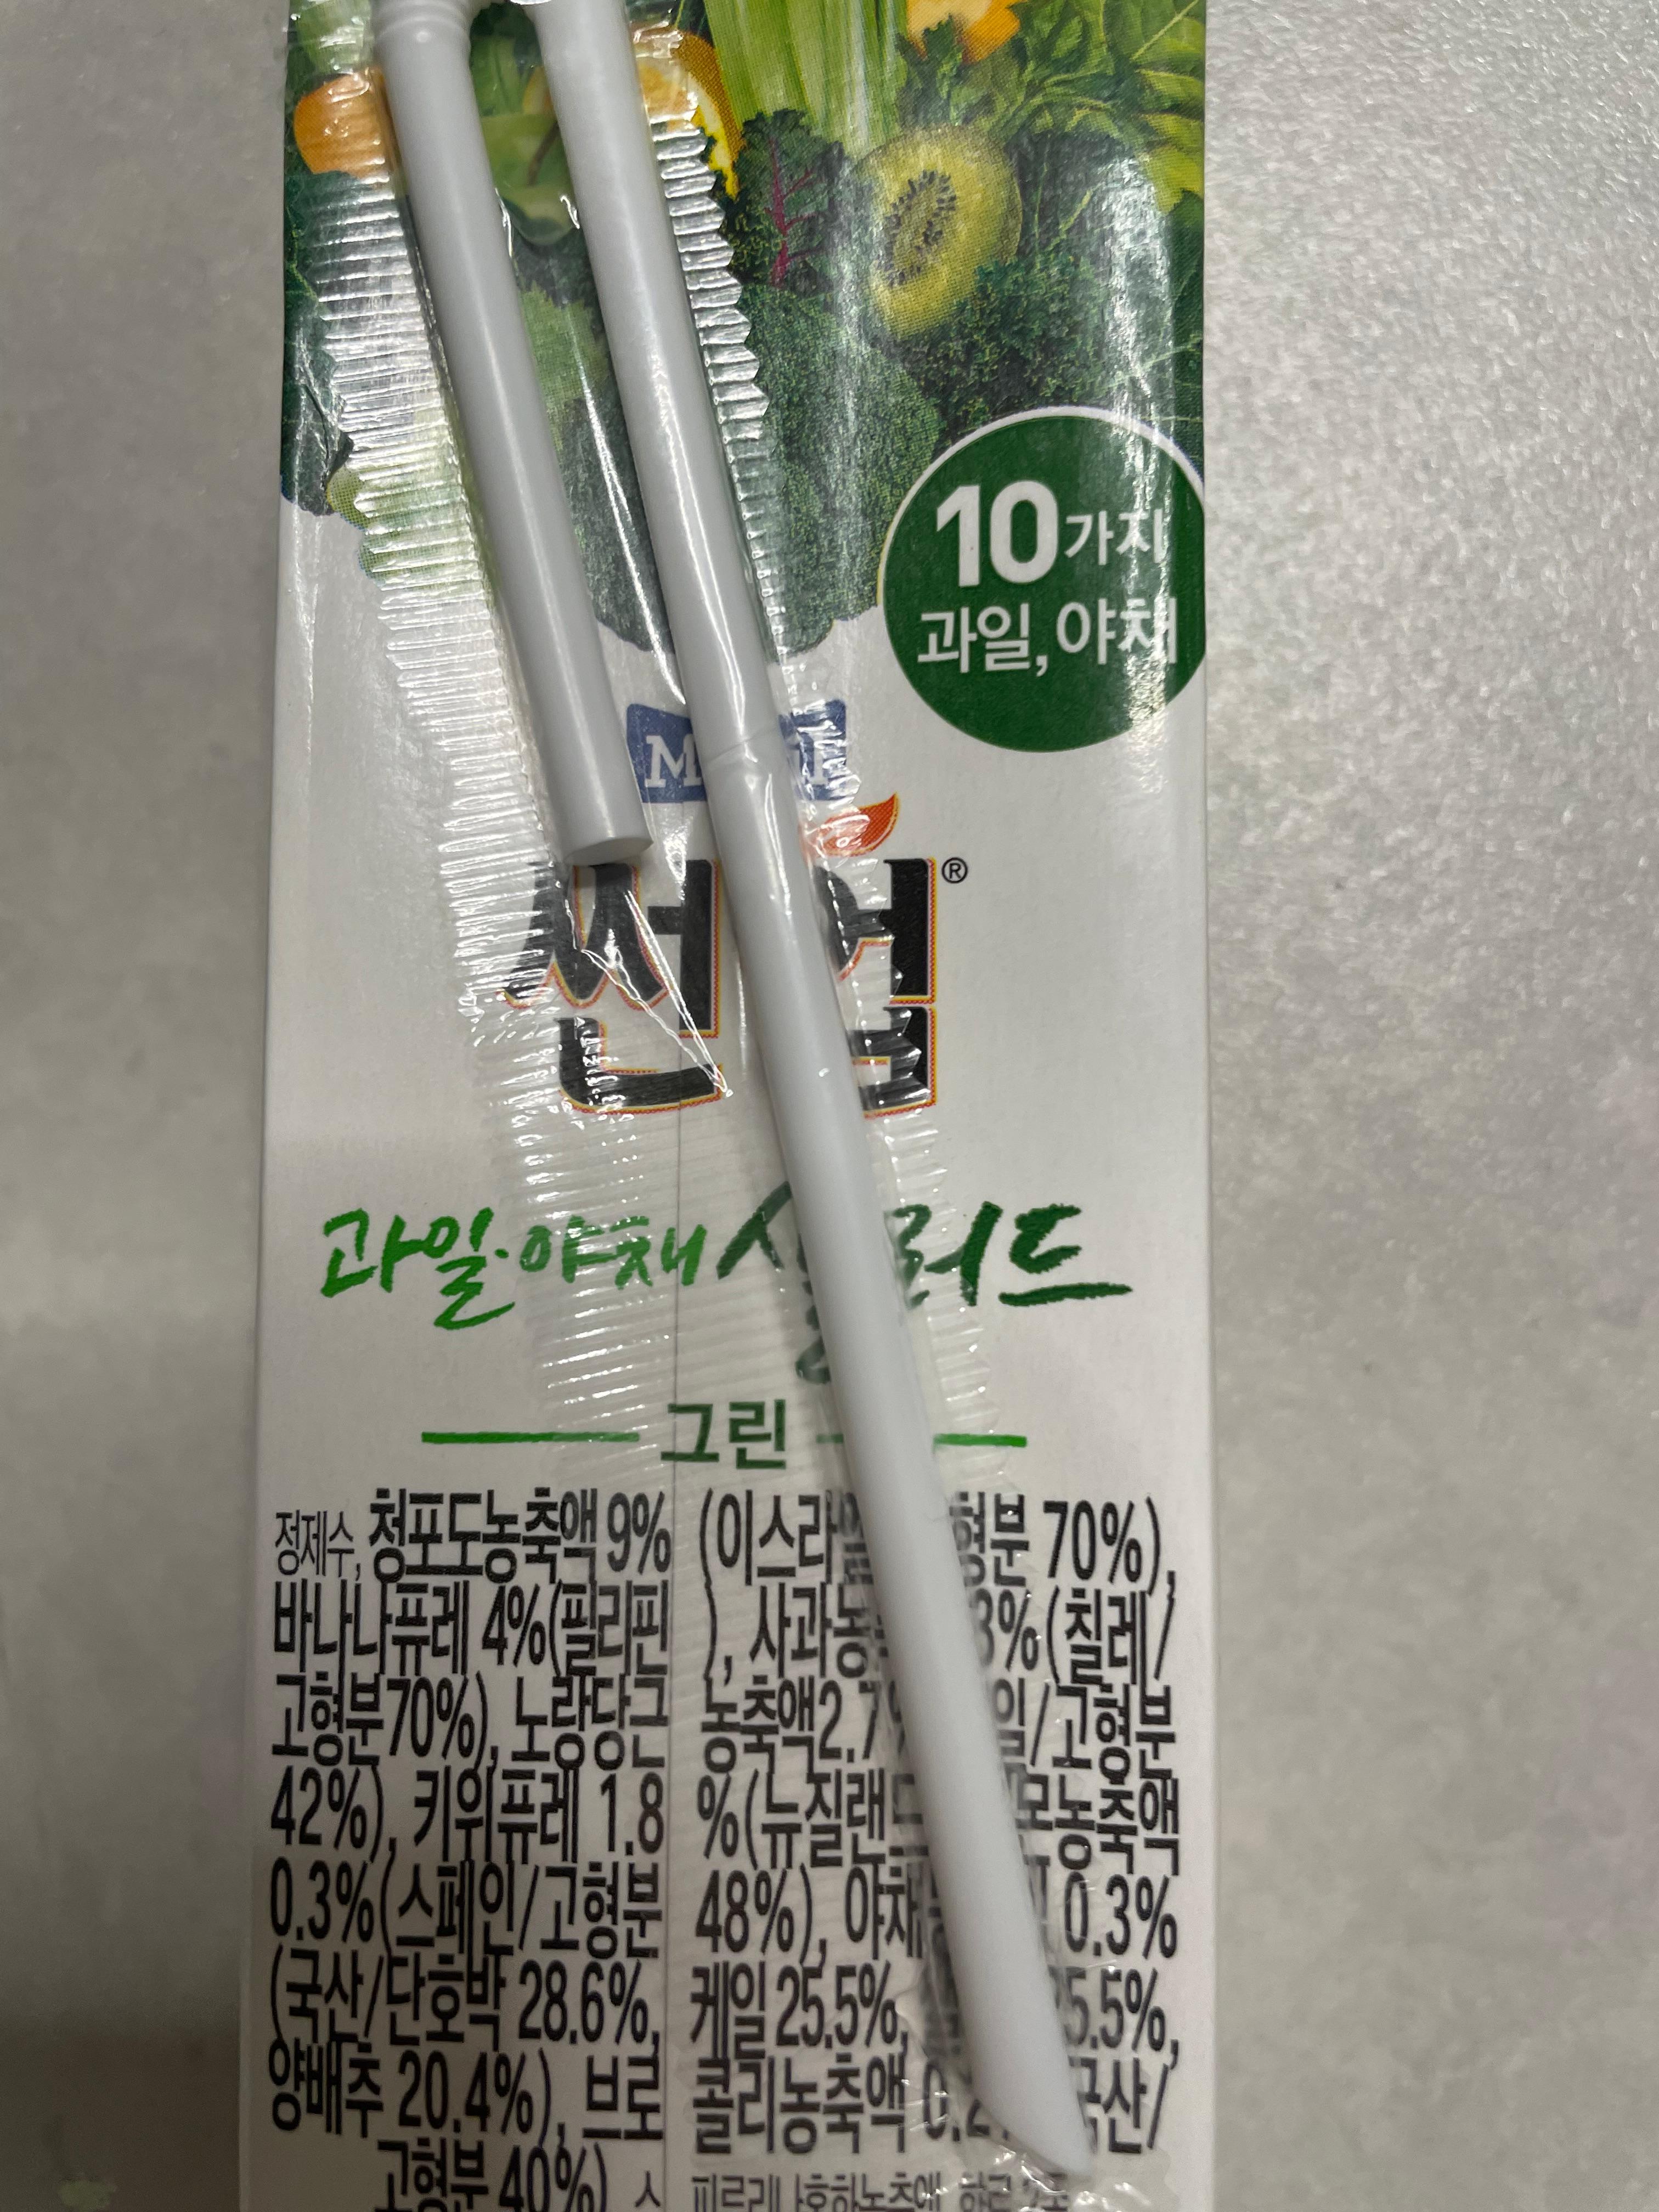 10가지
과일, 야채
썬업®
과일·야채샐러드
그린
정제수, 청포도농축액 9% (이스라 형분 70%),
바나나퓨레 4%(필리핀), 사과농 3%(칠레/
고형분70%), 노랑당근 농축액2.7 일/고형분
42%), 키위퓨레 1.8%(뉴질랜드 농축액
0.3%(스페인/고형분 48%), 야채 0.3%
(국산/단호박 28.6%, 케일 25.5%, 5.5%,
양배추 20.4%), 브로콜리농축액 0.2 국산/
고형분 40%)